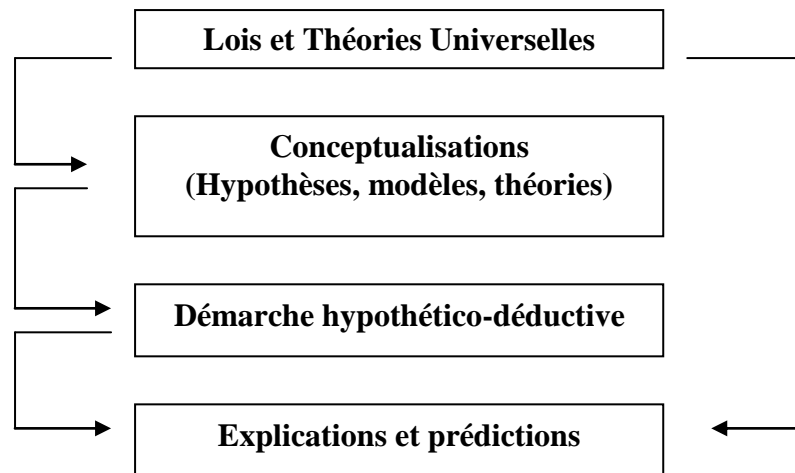 Lois et Théories Universelles
Conceptualisations
(Hypothèses, modèles, théories)
Démarche hypothético-déductive
Explications et prédictions